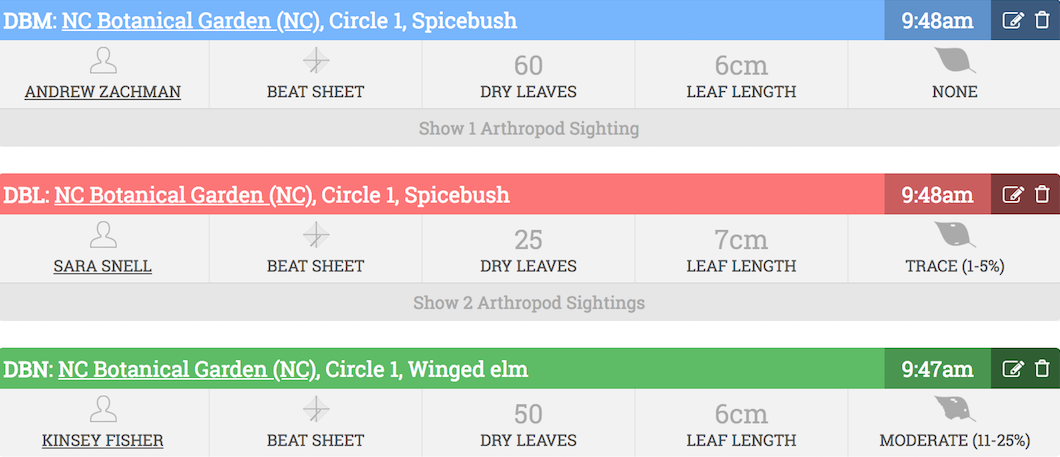 DBM: NC Botanical Garden (NC), Circle 1, Spicebush 9:48am
60 6cm
ANDREW ZACHMAN BEAT SHEET DRY LEAVES LEAF LENGTH NONE
Show 1 Arthropod Sighting
DBL: NC Botanical Garden (NC), Circle 1, Spicebush 9:48am
25 7cm
SARA SNELL BEAT SHEET DRY LEAVES LEAF LENGTH TRACE (1-5%)
Show 2 Arthropod Sightings
DBN: NC Botanical Garden (NC), Circle 1, Winged elm 9:47am
50 6cm
KINSEY FISHER BEAT SHEET DRY LEAVES LEAF LENGTH MODERATE (11-25%)